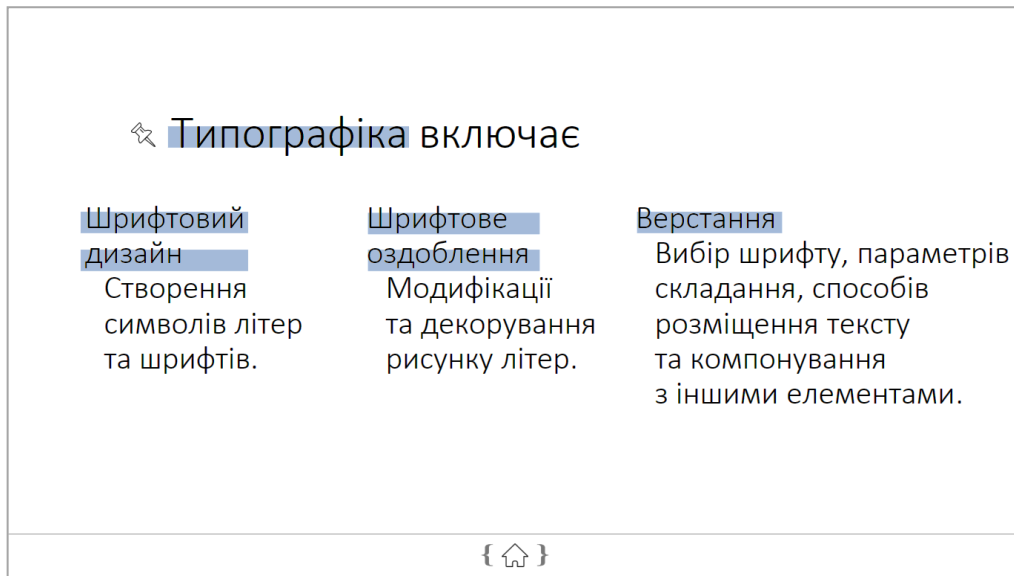 Типографіка включає
Шрифтовий
дизайн
Створення
символів літер
та шрифтів.
Шрифтове
оздоблення
Модифікації
та декорування
рисунку літер.
Верстання
Вибір шрифту, параметрів
складання, способів
розміщення тексту
та компонування
з іншими елементами.
{ }